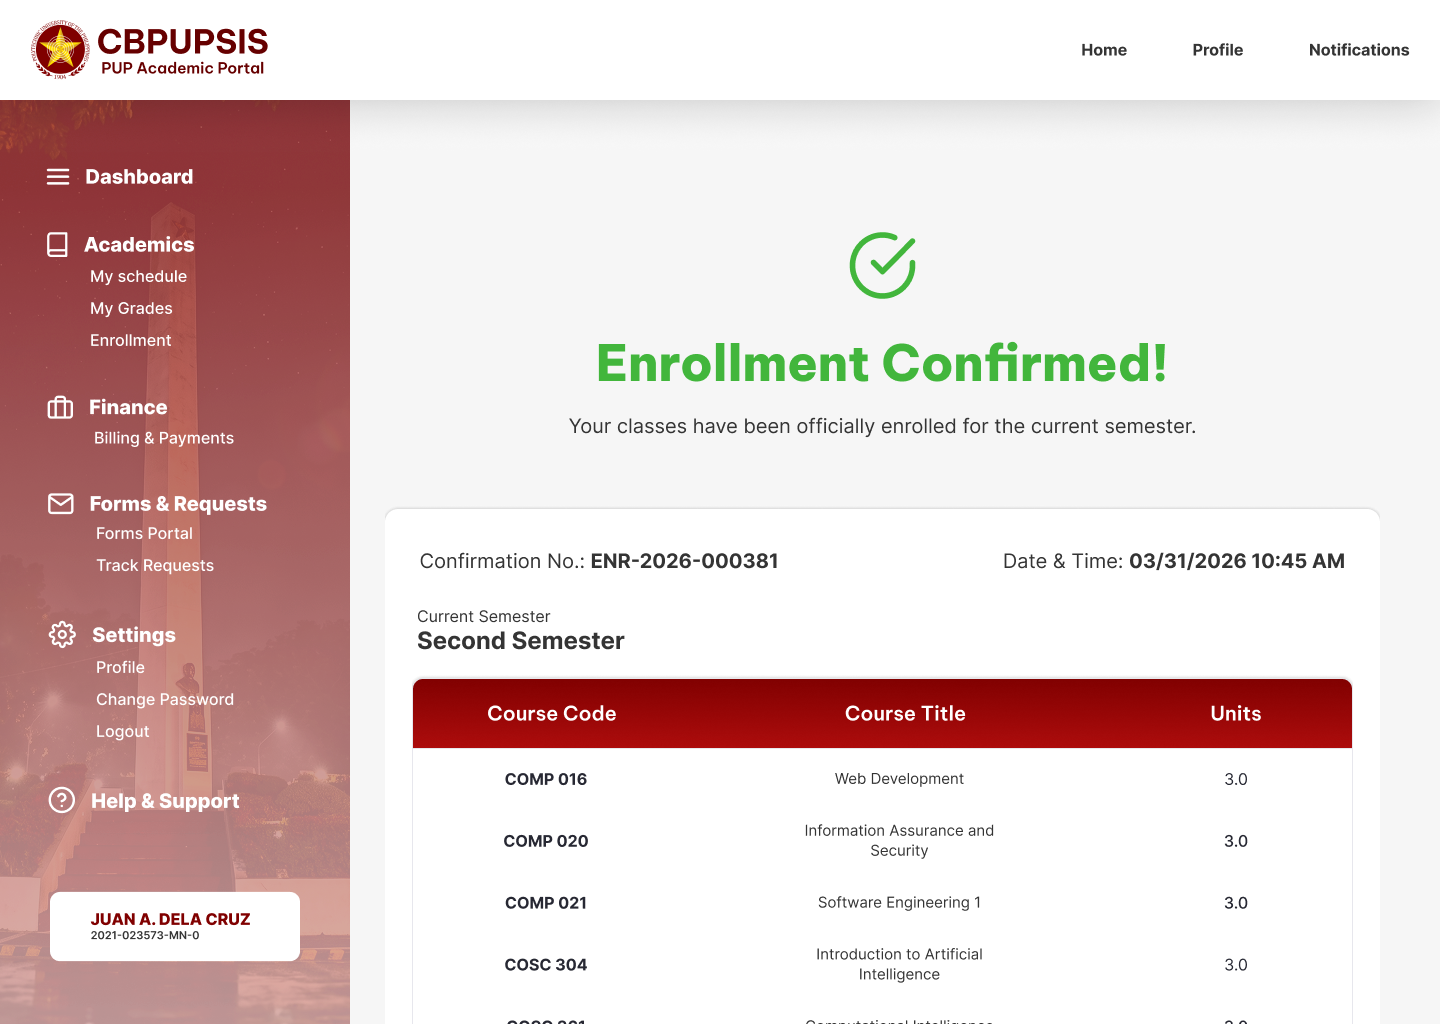 CBPUPSIS
PUP Academic Portal
Home
Profile
Notifications
Dashboard
Academics
My schedule
My Grades
Enrollment
Finance
Billing & Payments
Forms & Requests
Forms Portal
Track Requests
Settings
Profile
Change Password
Logout
Help & Support
JUAN A. DELA CRUZ
2021-023573-MN-0
Enrollment Confirmed!
Your classes have been officially enrolled for the current semester.
Confirmation No.: ENR-2026-000381
Date & Time: 03/31/2026 10:45 AM
Current Semester
Second Semester
Course Code Course Title Units
COMP 016 Web Development 3.0
COMP 020 Information Assurance and
Security 3.0
COMP 021 Software Engineering 1 3.0
COSC 304 Introduction to Artificial
Intelligence 3.0